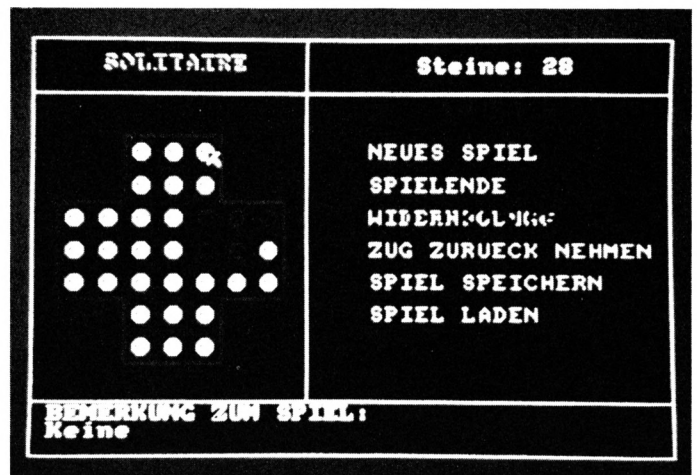 SOLITAIRE
Steine: 28
NEUES SPIEL
SPIELENDE
ZUG ZURUECK NEHMEN
SPIEL SPEICHERN
SPIEL LADEN
BEMERKUNG ZUM SPIEL:
Keine